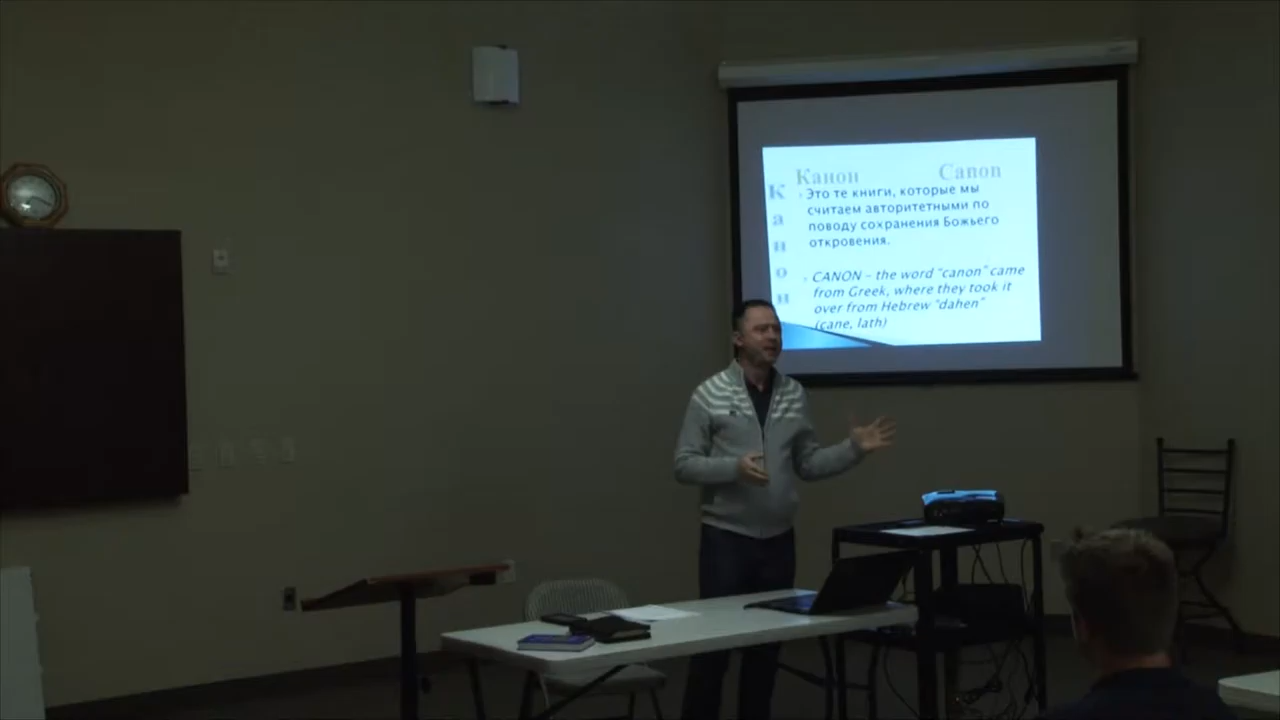 Канон Canon
Канон
Это те книги, которые мы
считаем авторитетными по
поводу сохранения Божьего
откровения.
CANON – the word "canon" came
from Greek, where they took it
over from Hebrew "dahen"
(cane, lath)